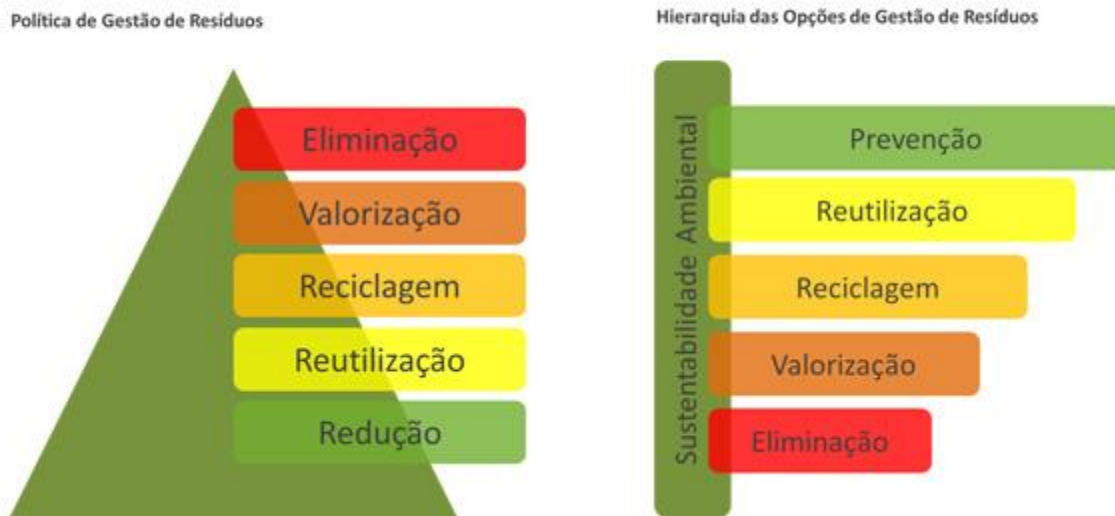 Política de Gestão de Resíduos
Eliminação
Valorização
Reciclagem
Reutilização
Redução
Hierarquia das Opções de Gestão de Resíduos
Sustentabilidade Ambiental
Prevenção
Reutilização
Reciclagem
Valorização
Eliminação